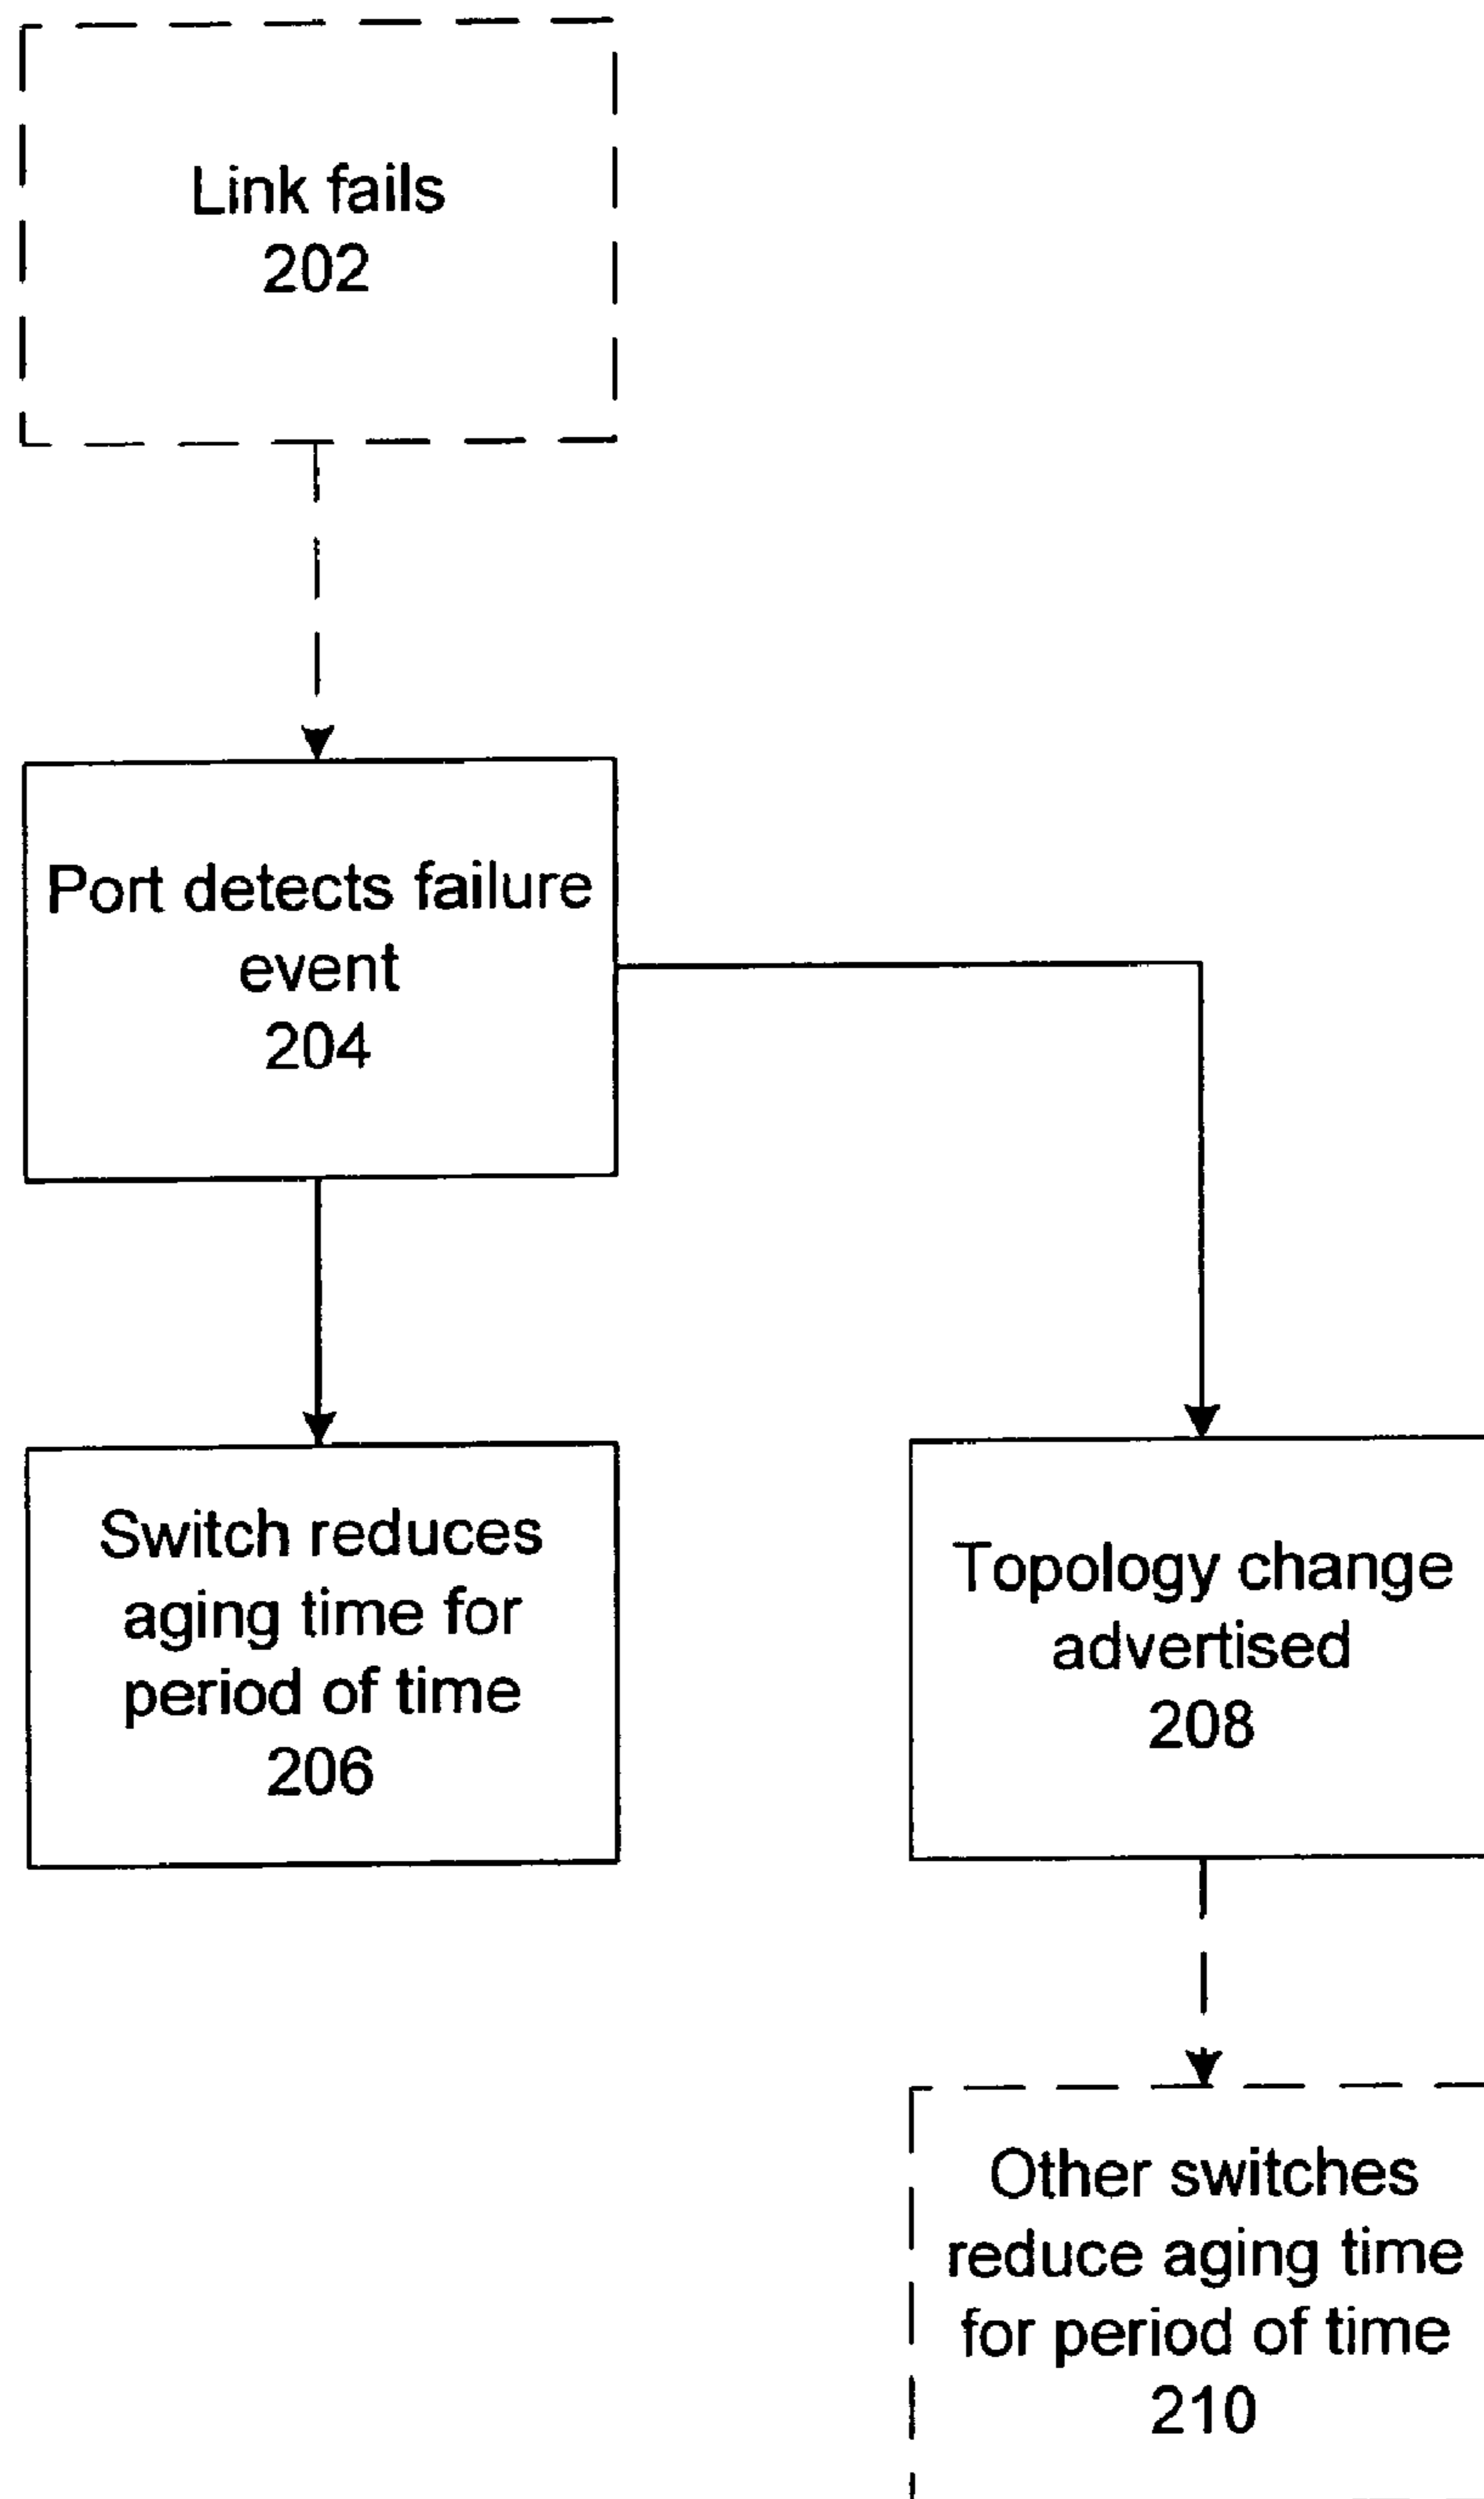 Link fails
202
Port detects failure
event
204
Switch reduces
aging time for
period of time
206
Topology change
advertised
208
Other switches
reduce aging time
for period of time
210